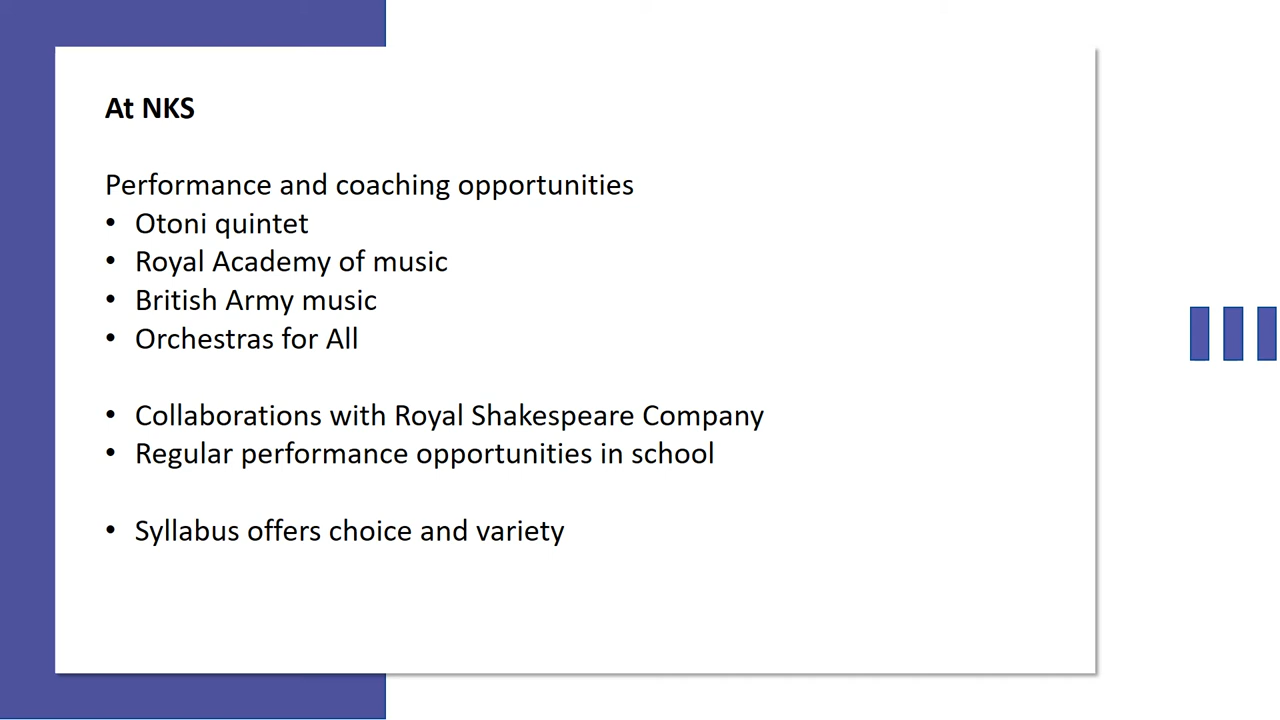 At NKS
Performance and coaching opportunities
• Otoni quintet
• Royal Academy of music
• British Army music
• Orchestras for All
• Collaborations with Royal Shakespeare Company
• Regular performance opportunities in school
• Syllabus offers choice and variety